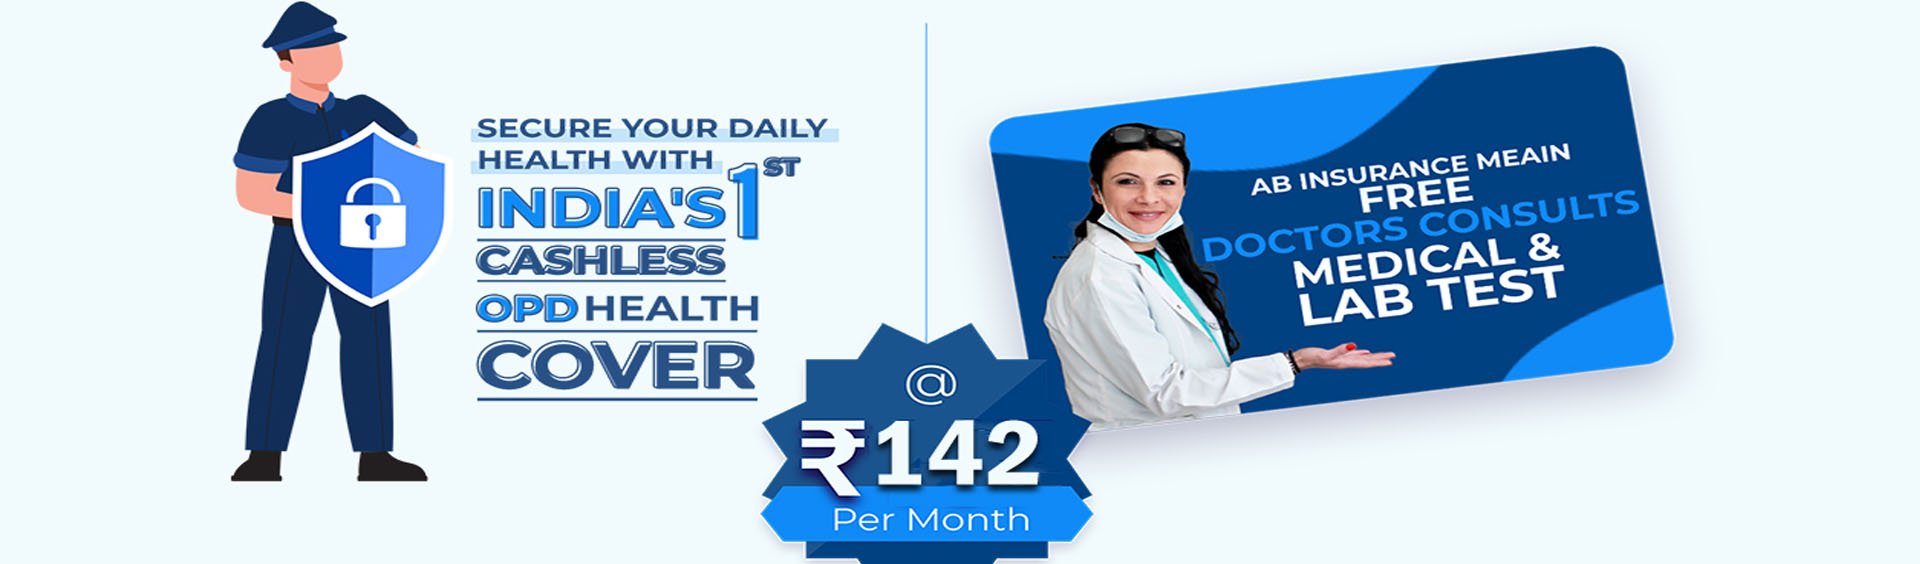 SECURE YOUR DAILY
HEALTH WITH
INDIA'S 1ST
CASHLESS
OPD HEALTH
COVER
@
₹142
Per Month
AB INSURANCE MEAIN
FREE
DOCTORS CONSULTS
MEDICAL &
LAB TEST